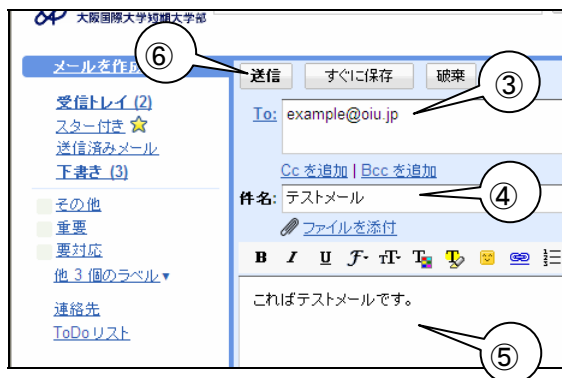 大阪国際大学短期大学部
メールを作成
⑥
送信
すぐに保存
破棄
③
受信トレイ (2)
スター付き
送信済みメール
下書き (3)
To:
example@oiu.jp
Cc を追加 | Bcc を追加
件名:
テストメール
④
ファイルを添付
その他
重要
要対応
他 3 個のラベル▼
B I U
こればテストメールです。
連絡先
ToDo リスト
⑤